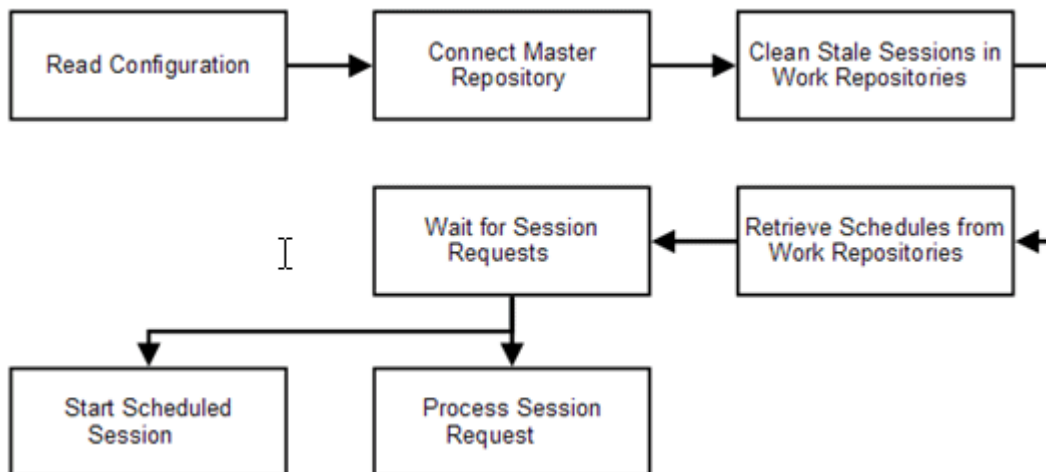 Read Configuration
Connect Master
Repository
Clean Stale Sessions in
Work Repositories
Wait for Session
Requests
Retrieve Schedules from
Work Repositories
Start Scheduled
Session
Process Session
Request